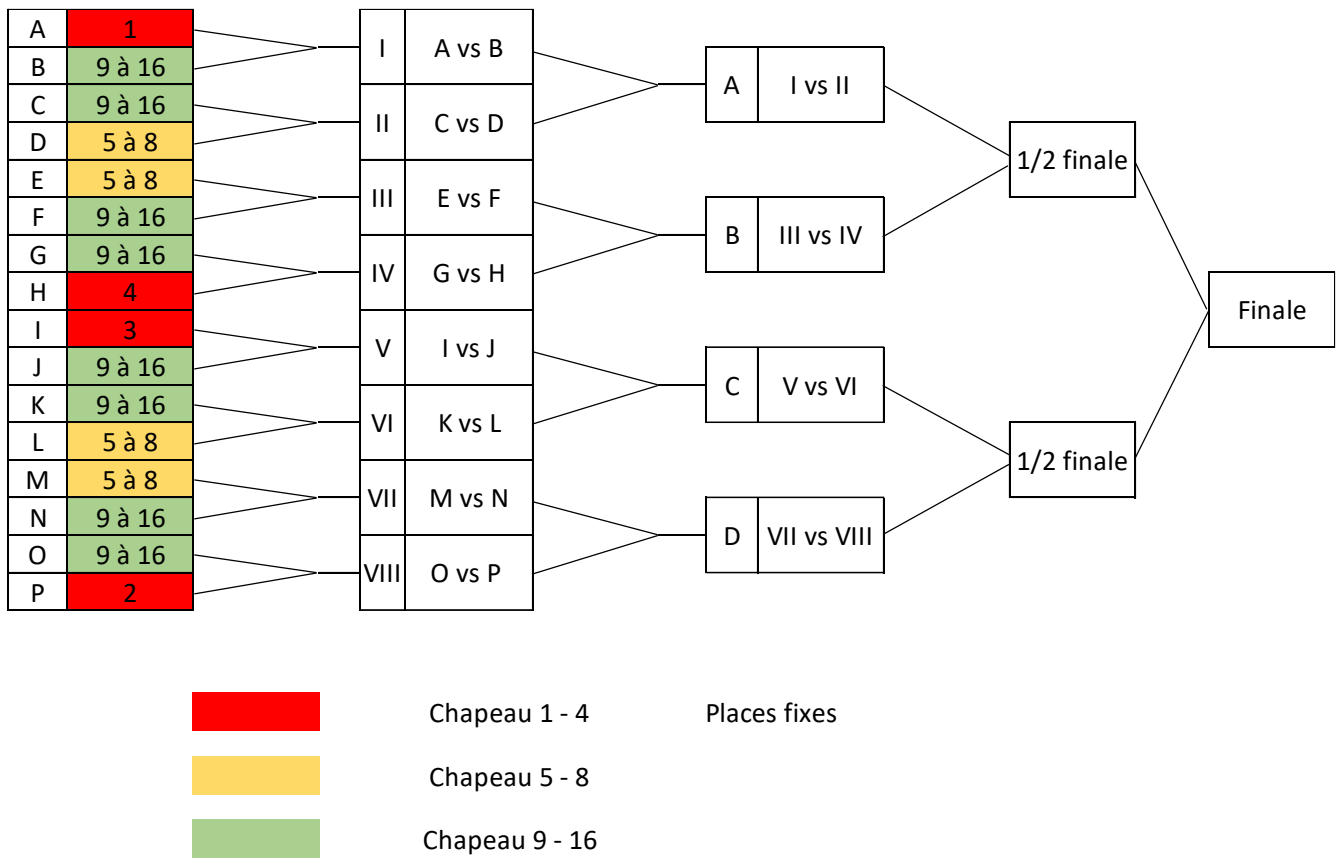 A 1
B 9 à 16
C 9 à 16
D 5 à 8
E 5 à 8
F 9 à 16
G 9 à 16
H 4
I 3
J 9 à 16
K 9 à 16
L 5 à 8
M 5 à 8
N 9 à 16
O 9 à 16
P 2
I A vs B
II C vs D
III E vs F
IV G vs H
V I vs J
VI K vs L
VII M vs N
VIII O vs P
A I vs II
B III vs IV
C V vs VI
D VII vs VIII
1/2 finale
1/2 finale
Finale
Chapeau 1 - 4 Places fixes
Chapeau 5 - 8
Chapeau 9 - 16